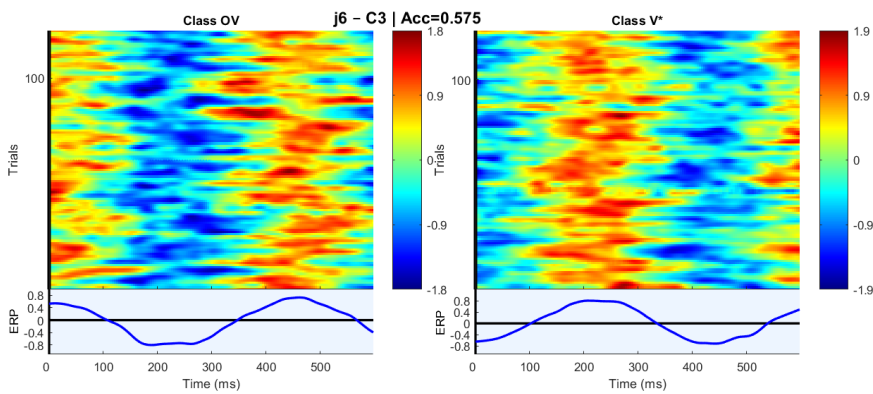 j6 – C3 | Acc=0.575
Class OV
Class V*
Trials
100
1.8
0.9
0
-0.9
-1.8
Trials
100
1.9
0.9
0
-0.9
-1.9
ERP
0.8
0.4
0
-0.4
-0.8
0 100 200 300 400 500
Time (ms)
ERP
0.8
0.4
0
-0.4
-0.8
0 100 200 300 400 500
Time (ms)